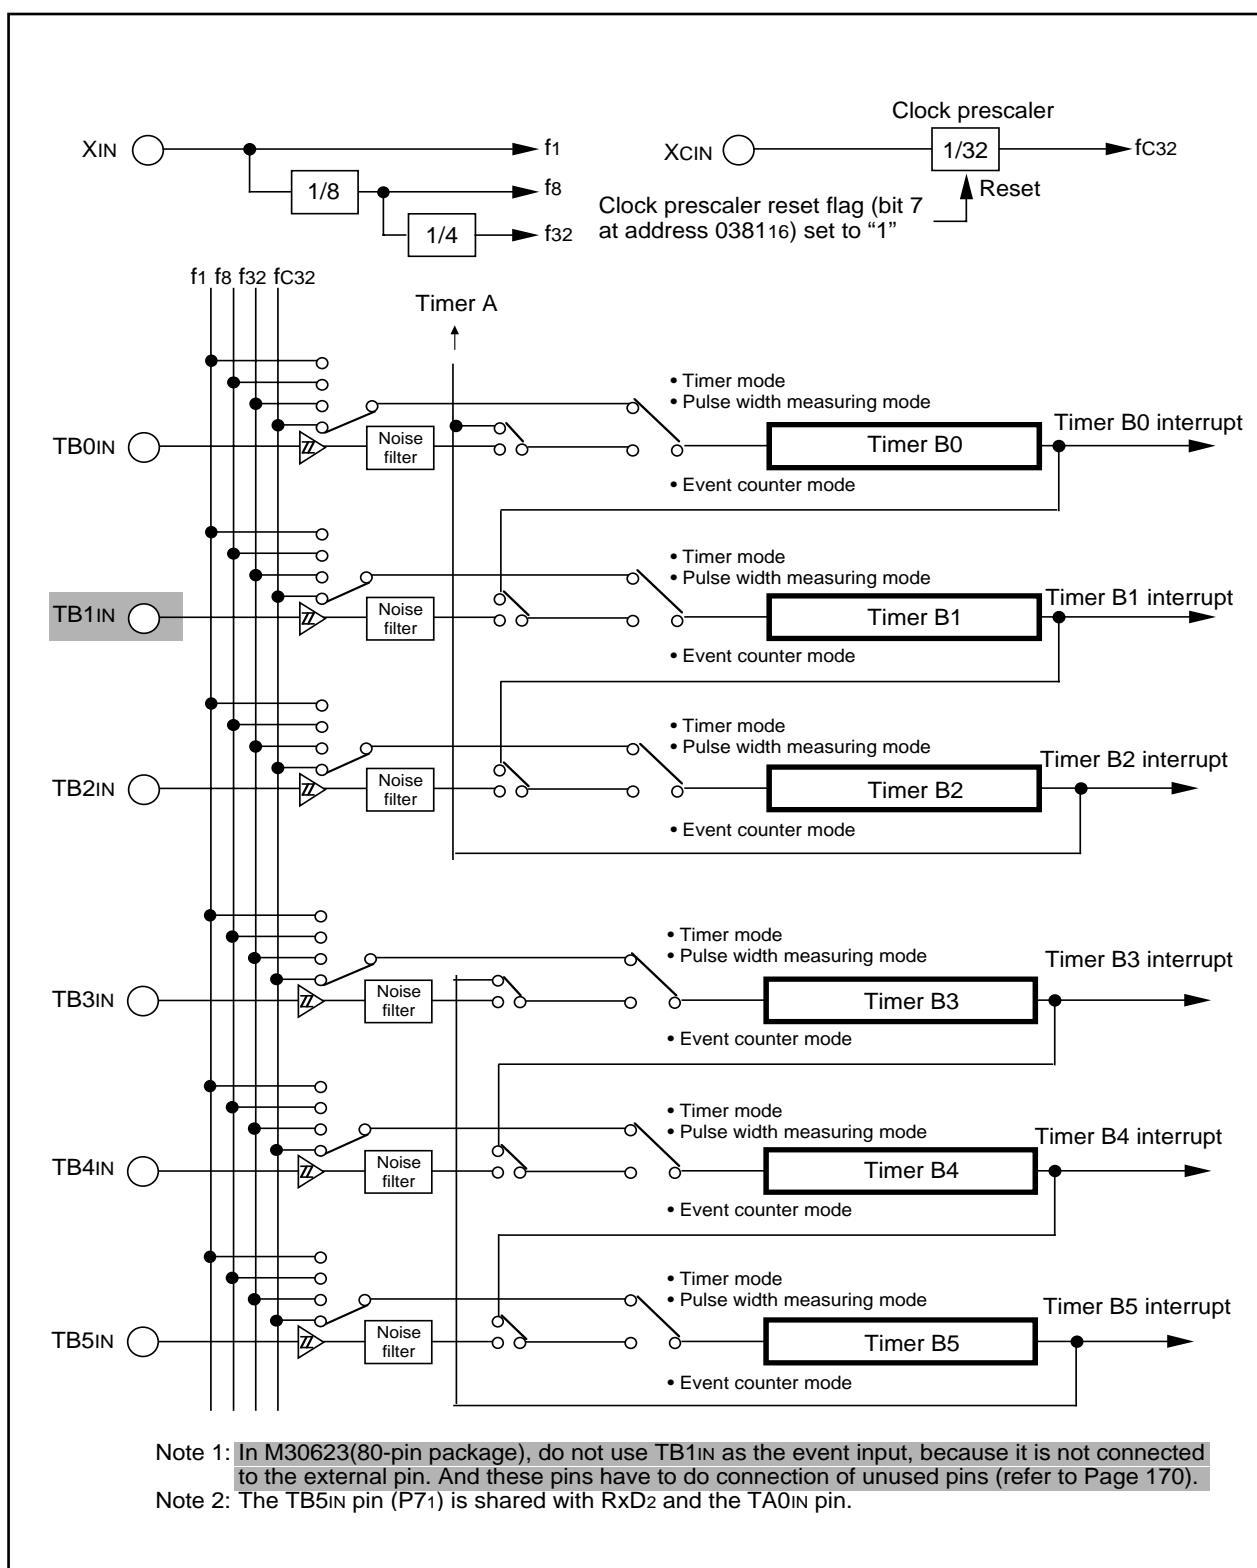 Clock prescaler
XIN
f1
XCIN
1/32
fC32
1/8
f8
Reset
Clock prescaler reset flag (bit 7
at address 038116) set to “1”
1/4
f32
f1 f8 f32 fC32
Timer A
• Timer mode
• Pulse width measuring mode
TB0IN
Noise
filter
Timer B0
Timer B0 interrupt
• Event counter mode
• Timer mode
• Pulse width measuring mode
TB1IN
Noise
filter
Timer B1
Timer B1 interrupt
• Event counter mode
• Timer mode
• Pulse width measuring mode
TB2IN
Noise
filter
Timer B2
Timer B2 interrupt
• Event counter mode
• Timer mode
• Pulse width measuring mode
TB3IN
Noise
filter
Timer B3
Timer B3 interrupt
• Event counter mode
• Timer mode
• Pulse width measuring mode
TB4IN
Noise
filter
Timer B4
Timer B4 interrupt
• Event counter mode
• Timer mode
• Pulse width measuring mode
TB5IN
Noise
filter
Timer B5
Timer B5 interrupt
• Event counter mode
Note 1: In M30623(80-pin package), do not use TB1IN as the event input, because it is not connected
to the external pin. And these pins have to do connection of unused pins (refer to Page 170).
Note 2: The TB5IN pin (P71) is shared with RxD2 and the TA0IN pin.